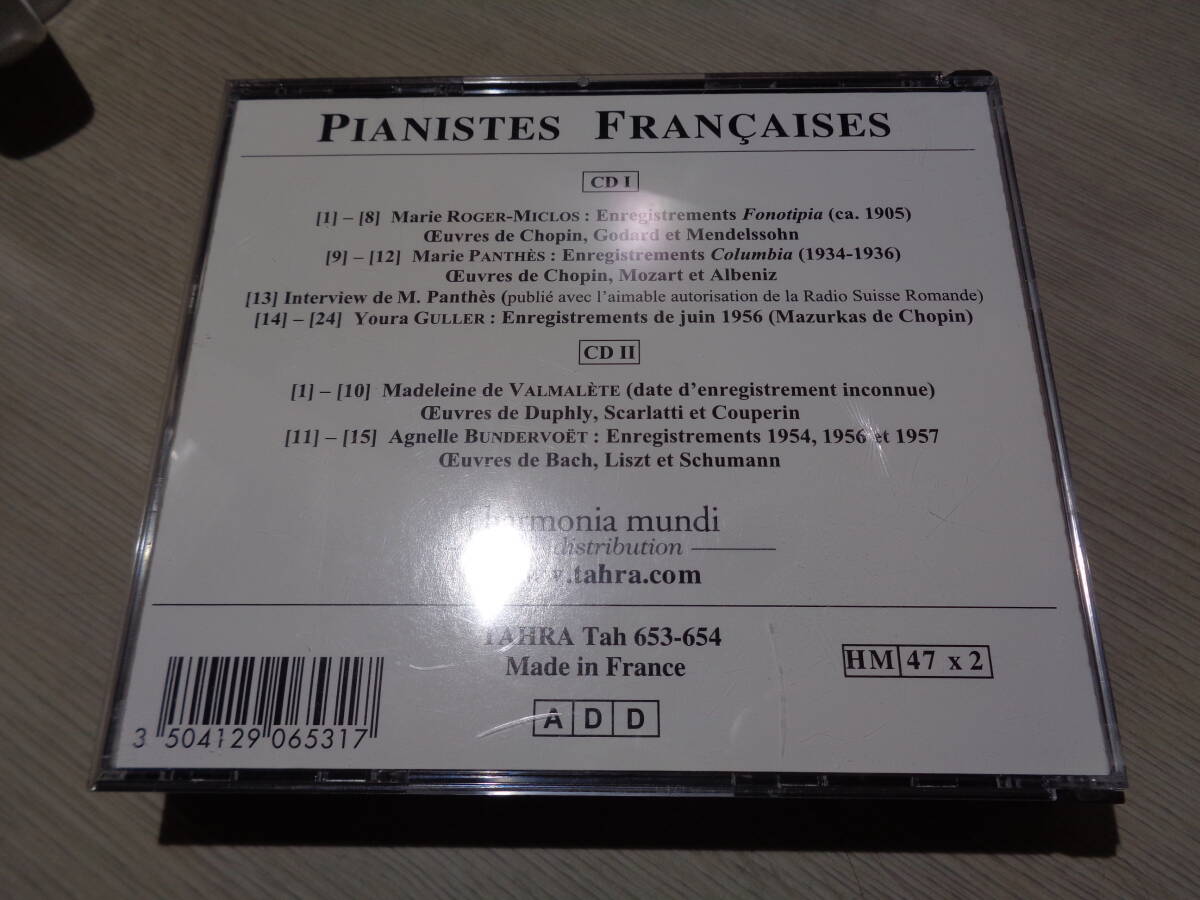 PIANISTES FRANÇAISES
CD I
[1] – [8] Marie ROGER-MICLOS : Enregistrements Fonotipia (ca. 1905)
Œuvres de Chopin, Godard et Mendelssohn
[9] – [12] Marie PANTHÈS : Enregistrements Columbia (1934-1936)
Œuvres de Chopin, Mozart et Albeniz
[13] Interview de M. Panthès (publié avec l'aimable autorisation de la Radio Suisse Romande)
[14] – [24] Youra GULLER : Enregistrements de juin 1956 (Mazurkas de Chopin)
CD II
[1] – [10] Madeleine de VALMALÈTE (date d'enregistrement inconnue)
Œuvres de Duphly, Scarlatti et Couperin
[11] – [15] Agnelle BUNDERVOËT : Enregistrements 1954, 1956 et 1957
Œuvres de Bach, Liszt et Schumann
harmonia mundi
distribution
www.tahra.com
TAHRA Tah 653-654
Made in France
HM 47 x 2
A D D
3 504129 065317